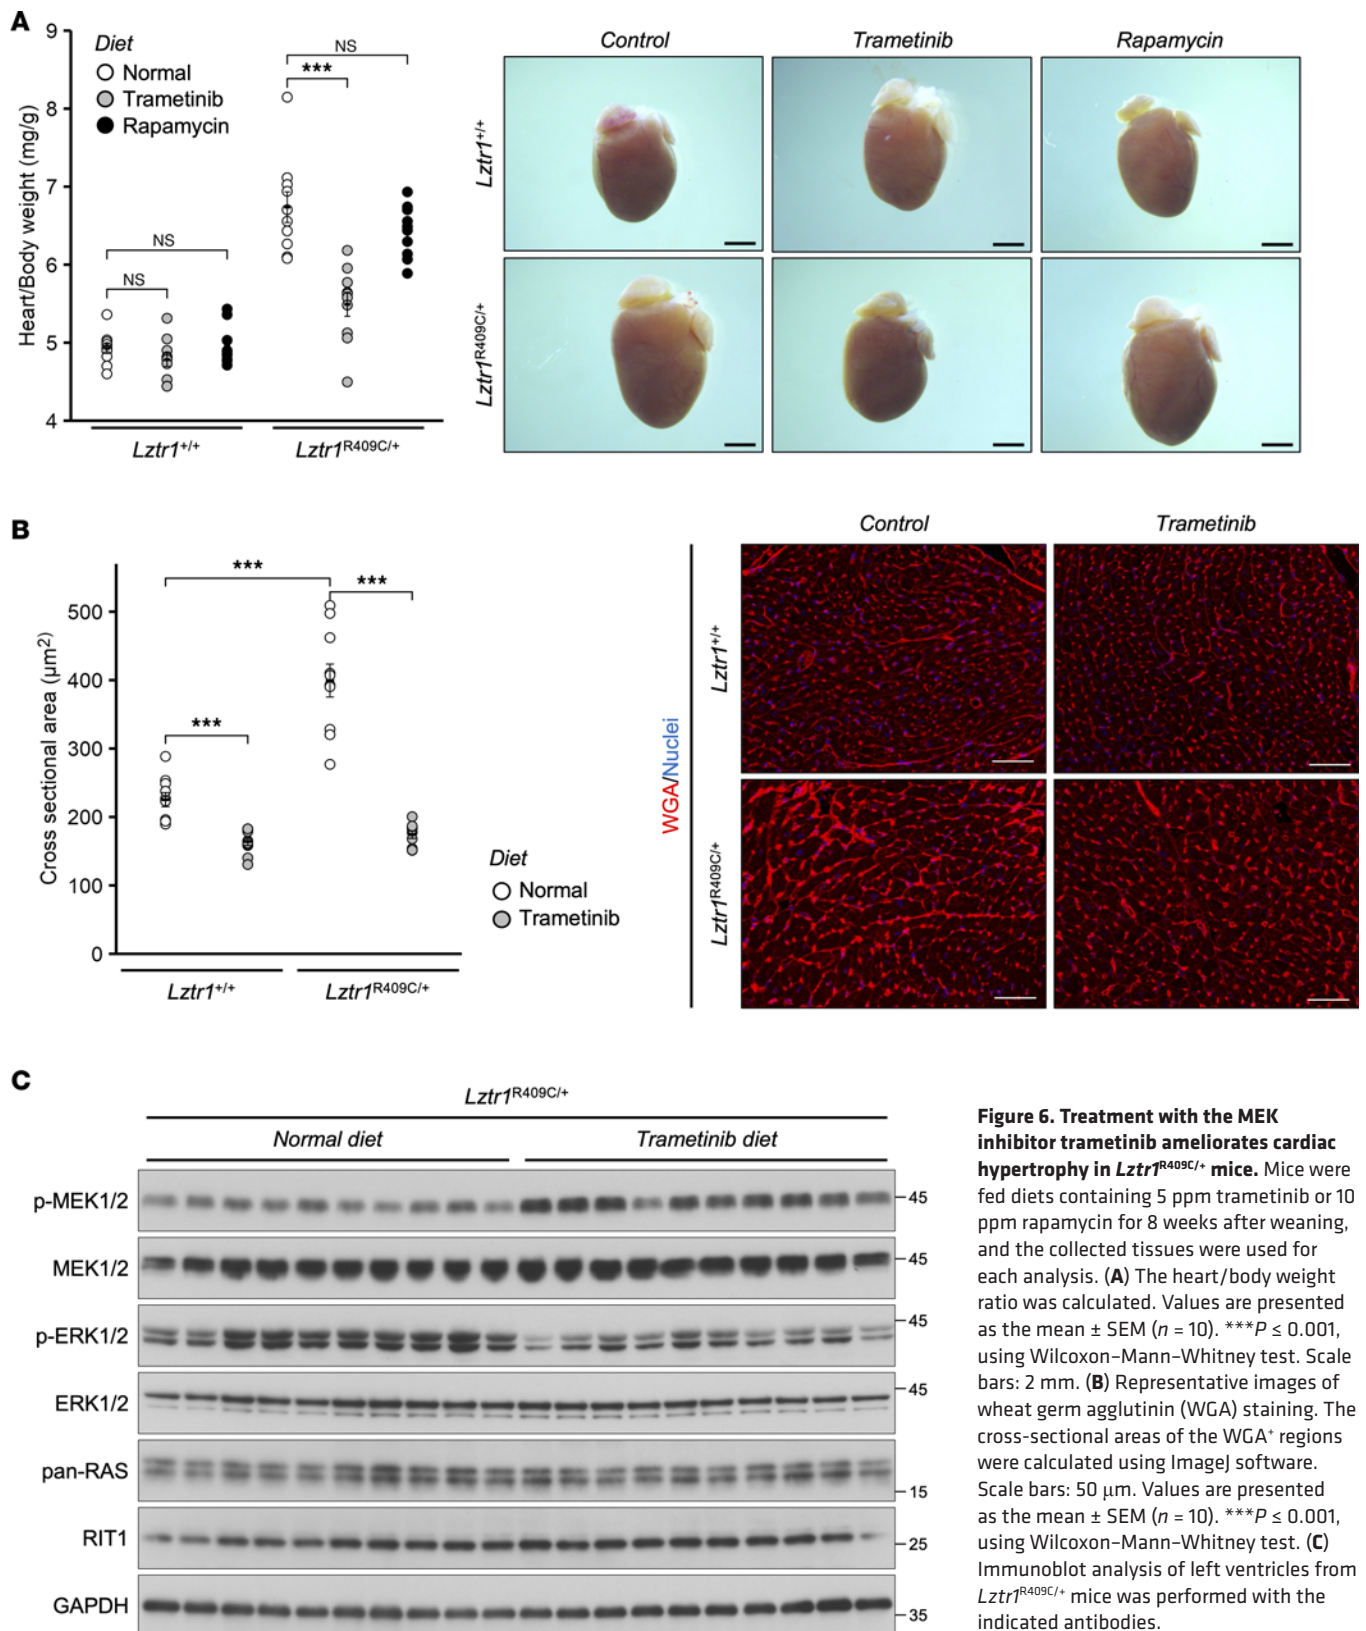 A
9
8
7
6
5
4
Heart/Body weight (mg/g)
Diet
Normal
Trametinib
Rapamycin
NS
***
NS
NS
Lztr1+/+
Lztr1R409C/+
Control
Trametinib
Rapamycin
Lztr1+/+
Lztr1R409C/+
B
Cross sectional area (µm2)
500
400
300
200
100
0
***
***
***
Lztr1+/+
Lztr1R409C/+
Diet
Normal
Trametinib
WGA/Nuclei
Control
Trametinib
Lztr1+/+
Lztr1R409C/+
C
Lztr1R409C/+
Normal diet
Trametinib diet
p-MEK1/2
45
MEK1/2
45
p-ERK1/2
45
ERK1/2
45
pan-RAS
15
RIT1
25
GAPDH
35
Figure 6. Treatment with the MEK
inhibitor trametinib ameliorates cardiac
hypertrophy in Lztr1R409C/+ mice. Mice were
fed diets containing 5 ppm trametinib or 10
ppm rapamycin for 8 weeks after weaning,
and the collected tissues were used for
each analysis. (A) The heart/body weight
ratio was calculated. Values are presented
as the mean ± SEM (n = 10). ***P ≤ 0.001,
using Wilcoxon–Mann–Whitney test. Scale
bars: 2 mm. (B) Representative images of
wheat germ agglutinin (WGA) staining. The
cross-sectional areas of the WGA+ regions
were calculated using ImageJ software.
Scale bars: 50 µm. Values are presented
as the mean ± SEM (n = 10). ***P ≤ 0.001,
using Wilcoxon–Mann–Whitney test. (C)
Immunoblot analysis of left ventricles from
Lztr1R409C/+ mice was performed with the
indicated antibodies.